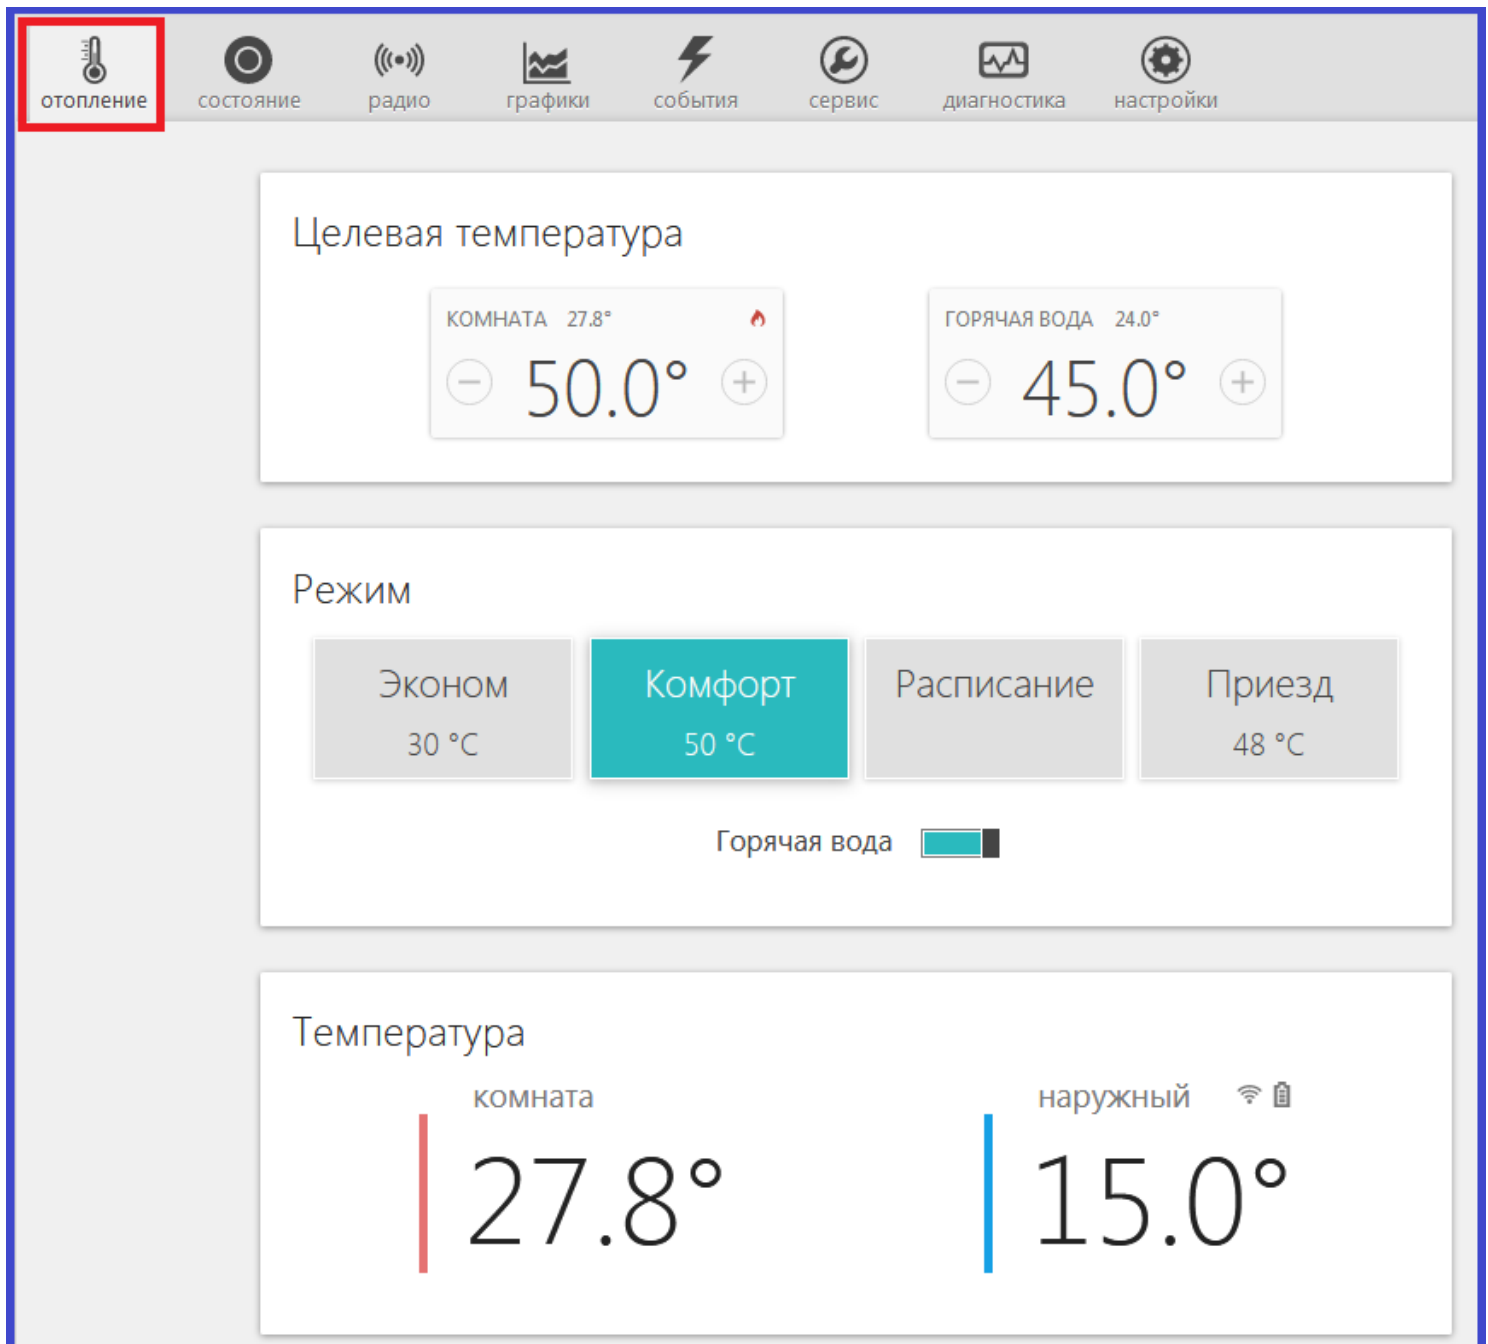 отопление состояние радио графики события сервис диагностика настройки
Целевая температура
КОМНАТА 27.8° ГОРЯЧАЯ ВОДА 24.0°
50.0° 45.0°
Режим
Эконом Комфорт Расписание Приезд
30 °C 50 °C 48 °C
Горячая вода
Температура
комната наружный
27.8° 15.0°